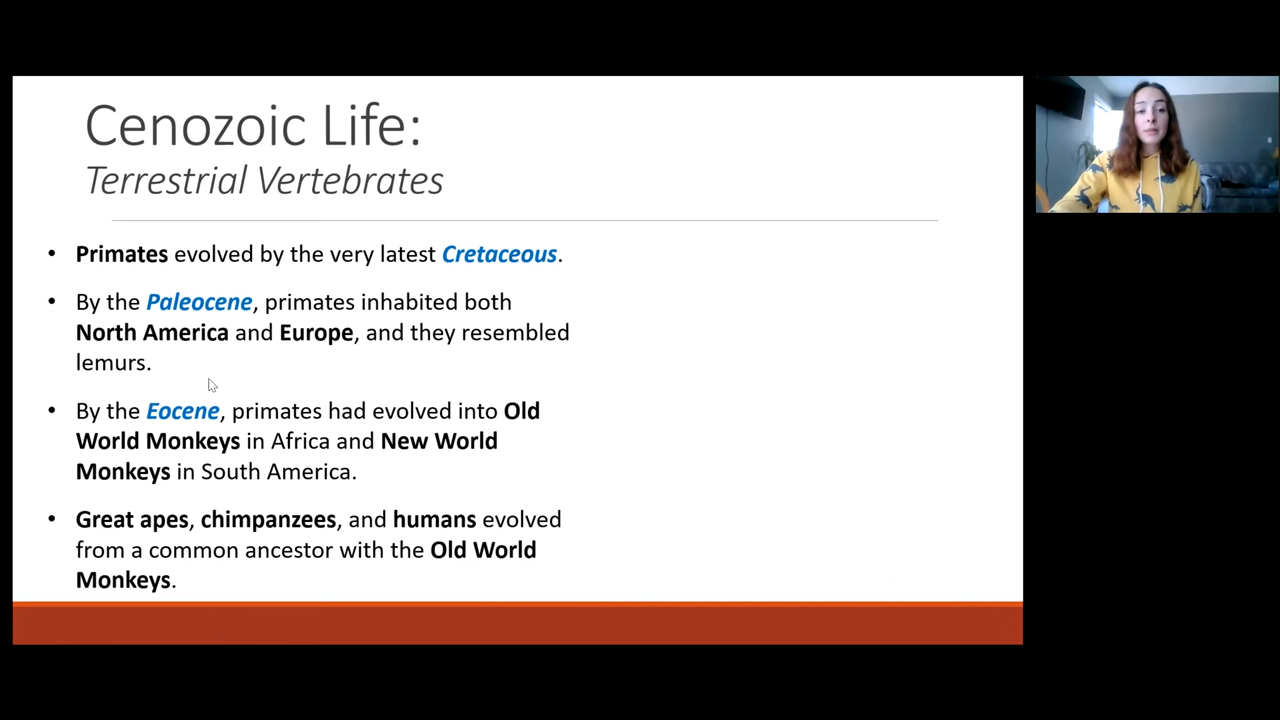 Cenozoic Life:
Terrestrial Vertebrates
• Primates evolved by the very latest Cretaceous.
• By the Paleocene, primates inhabited both
North America and Europe, and they resembled
lemurs.
• By the Eocene, primates had evolved into Old
World Monkeys in Africa and New World
Monkeys in South America.
• Great apes, chimpanzees, and humans evolved
from a common ancestor with the Old World
Monkeys.